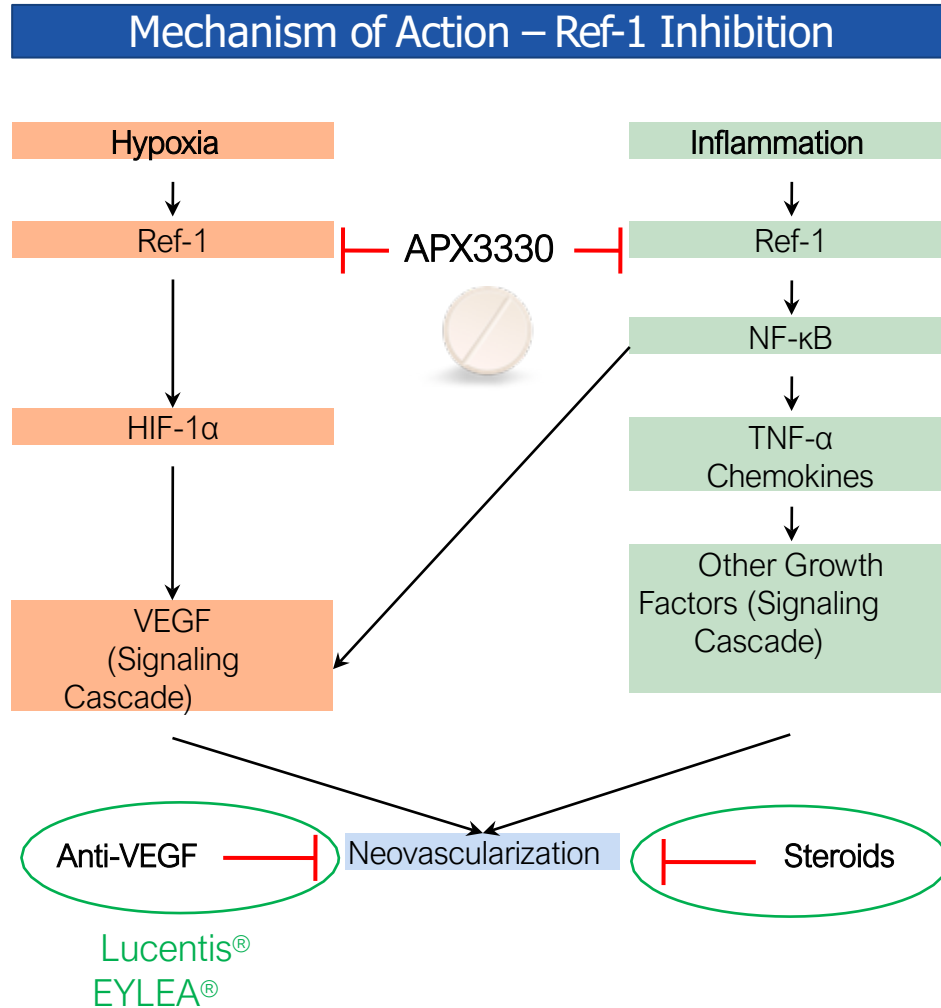 Mechanism of Action – Ref-1 Inhibition
Hypoxia
Inflammation
Ref-1
APX3330
Ref-1
NF-κB
HIF-1α
TNF-α
Chemokines
Other Growth
Factors (Signaling
Cascade)
VEGF
(Signaling
Cascade)
Anti-VEGF
Neovascularization
Steroids
Lucentis®
EYLEA®